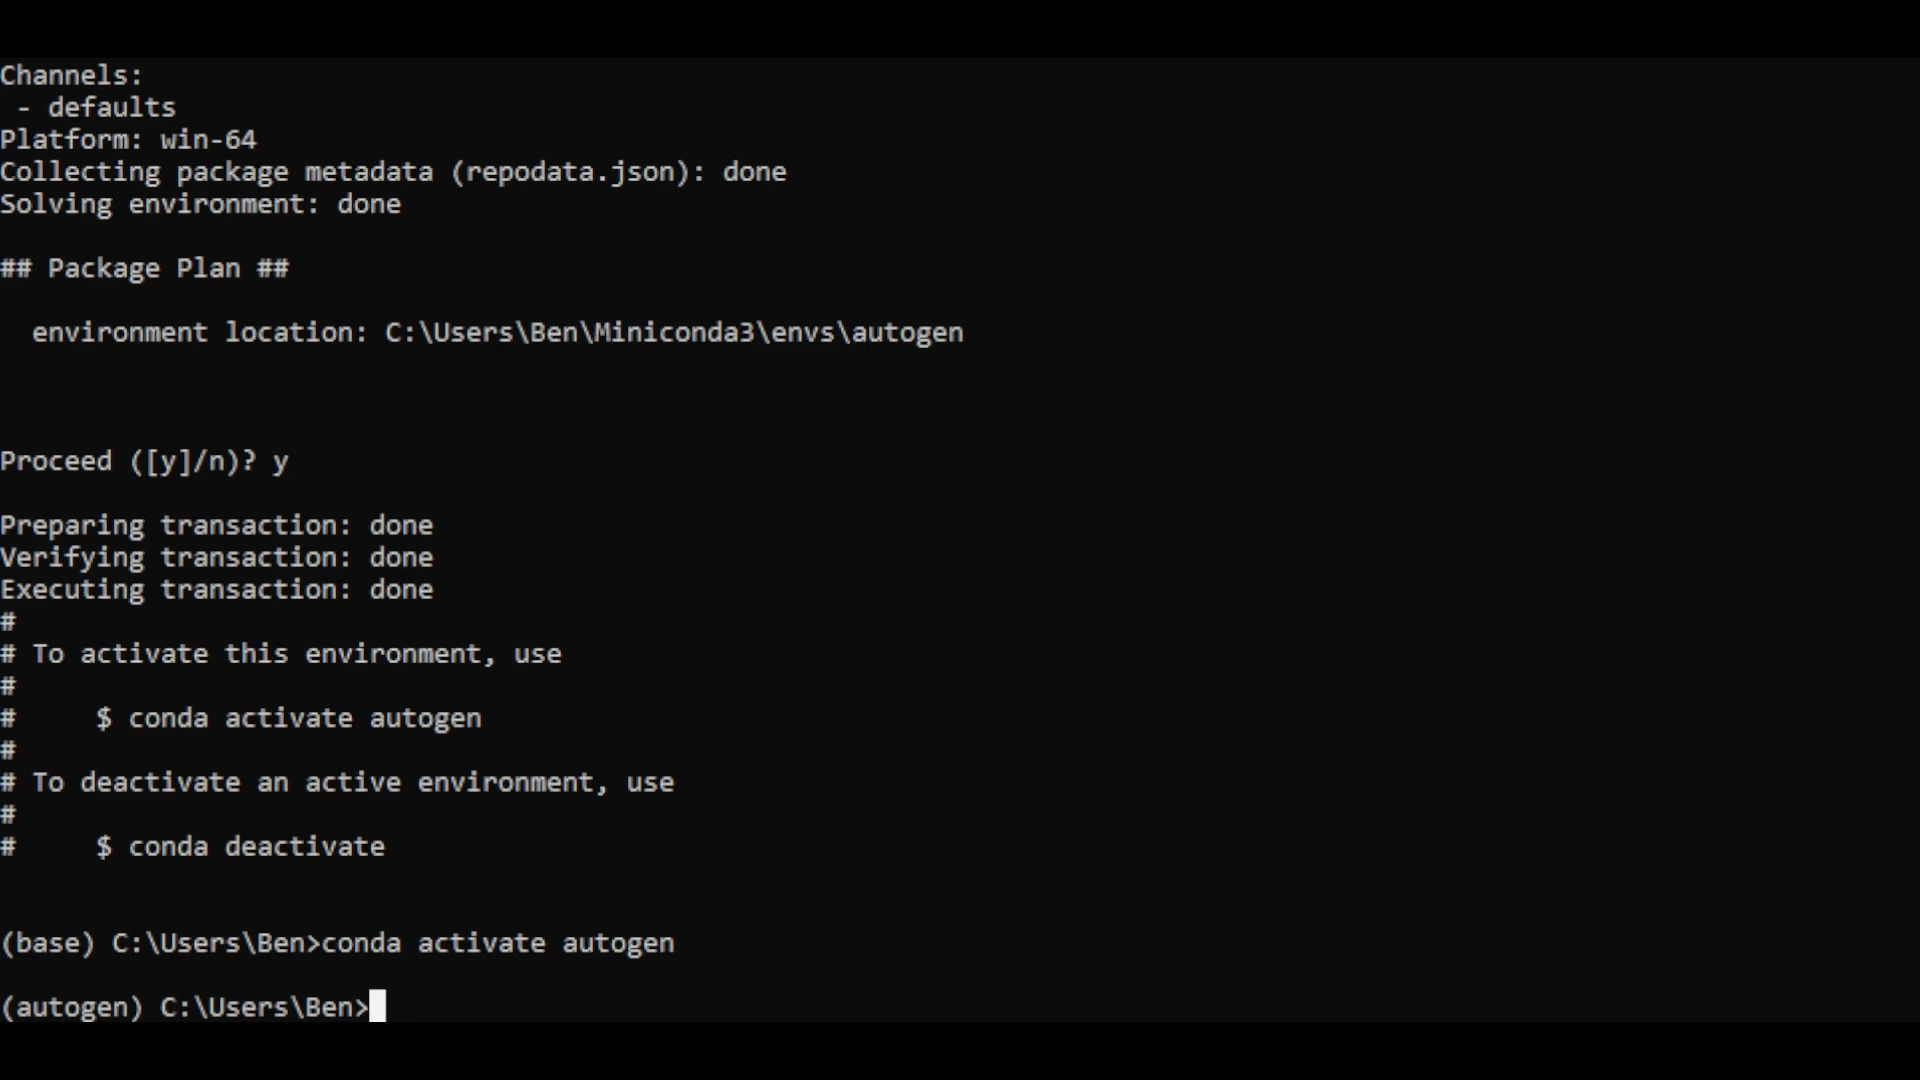 Channels:
 - defaults
Platform: win-64
Collecting package metadata (repodata.json): done
Solving environment: done
## Package Plan ##
  environment location: C:\Users\Ben\Miniconda3\envs\autogen
Proceed ([y]/n)? y
Preparing transaction: done
Verifying transaction: done
Executing transaction: done
#
# To activate this environment, use
#
#     $ conda activate autogen
#
# To deactivate an active environment, use
#
#     $ conda deactivate
(base) C:\Users\Ben>conda activate autogen
(autogen) C:\Users\Ben>